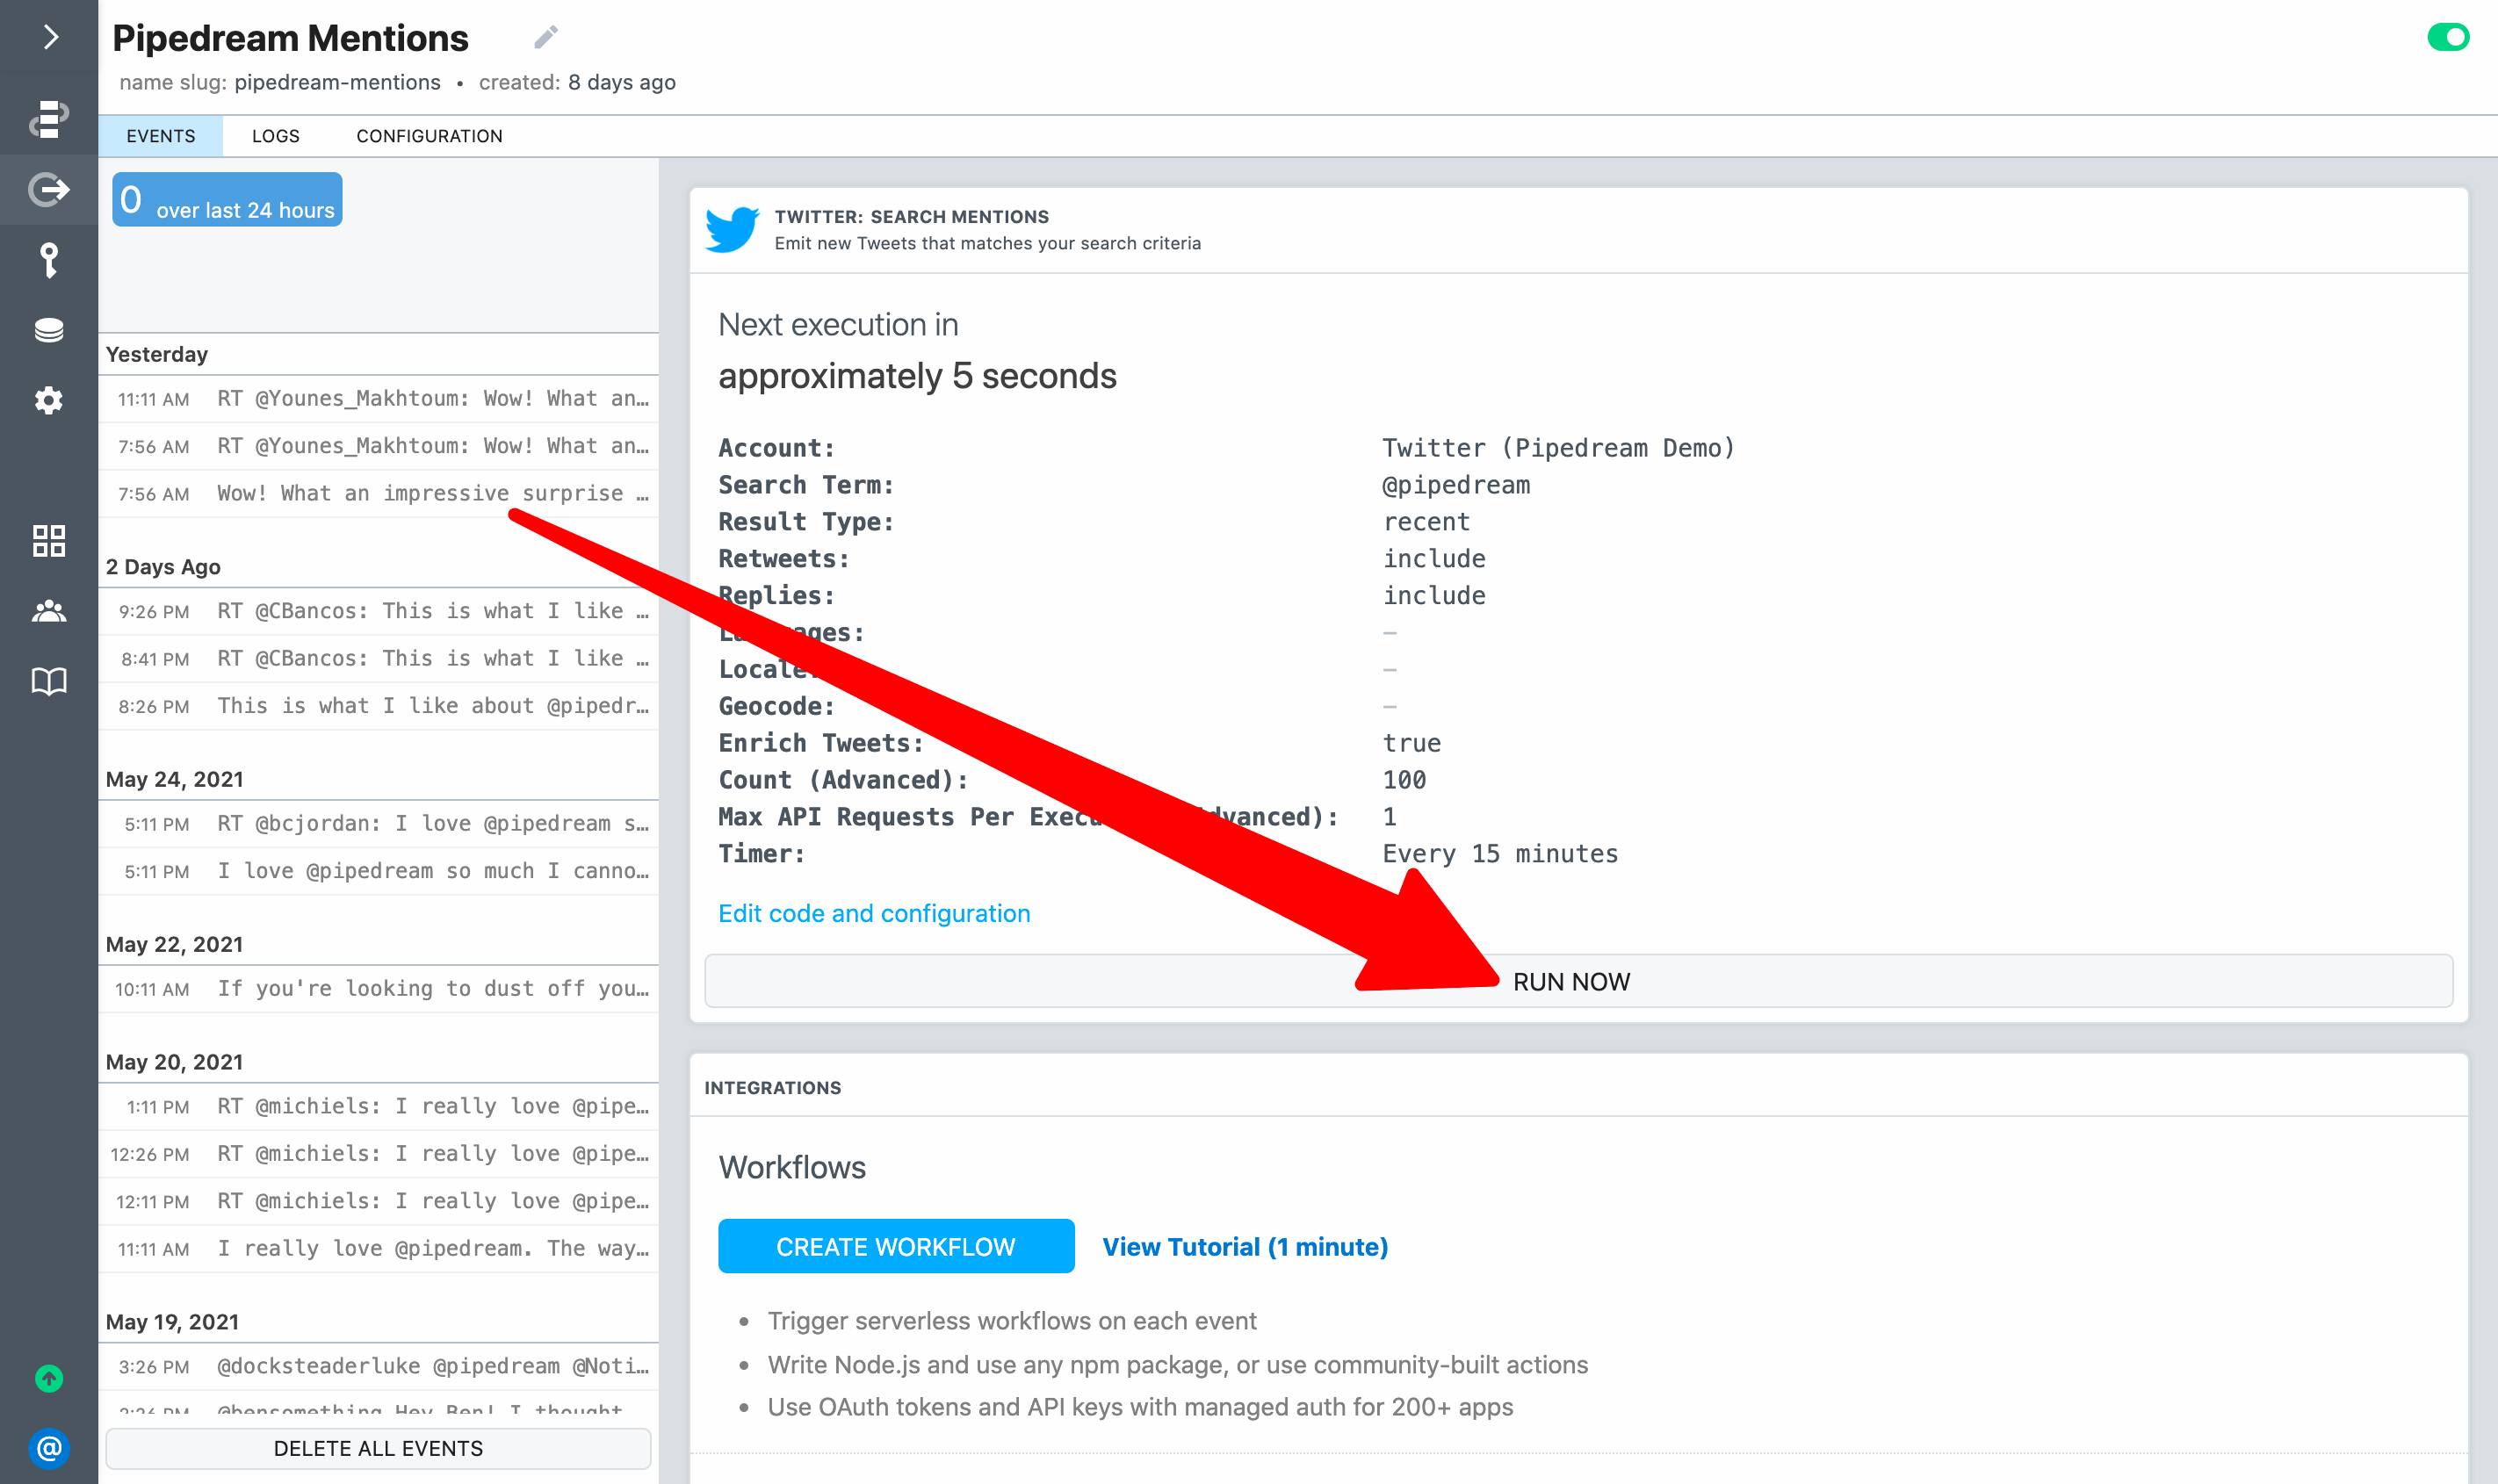 Pipedream Mentions
name slug: pipedream-mentions • created: 8 days ago
EVENTS LOGS CONFIGURATION
0 over last 24 hours
Yesterday
11:11 AM RT @Younes_Makhtoum: Wow! What an…
7:56 AM RT @Younes_Makhtoum: Wow! What an…
7:56 AM Wow! What an impressive surprise …
2 Days Ago
9:26 PM RT @CBancos: This is what I like …
8:41 PM RT @CBancos: This is what I like …
8:26 PM This is what I like about @pipedr…
May 24, 2021
5:11 PM RT @bcjordan: I love @pipedream s…
5:11 PM I love @pipedream so much I canno…
May 22, 2021
10:11 AM If you're looking to dust off you…
May 20, 2021
1:11 PM RT @michiels: I really love @pipe…
12:26 PM RT @michiels: I really love @pipe…
12:11 PM RT @michiels: I really love @pipe…
11:11 AM I really love @pipedream. The way…
May 19, 2021
3:26 PM @docksteaderluke @pipedream @Noti…
@bensomething Hey Ben! I thought
DELETE ALL EVENTS
TWITTER: SEARCH MENTIONS
Emit new Tweets that matches your search criteria
Next execution in
approximately 5 seconds
Account: Twitter (Pipedream Demo)
Search Term: @pipedream
Result Type: recent
Retweets: include
Replies: include
–
Locale: –
Geocode: –
Enrich Tweets: true
Count (Advanced): 100
Max API Requests Per 1
Timer: Every 15 minutes
Edit code and configuration
RUN NOW
INTEGRATIONS
Workflows
CREATE WORKFLOW View Tutorial (1 minute)
• Trigger serverless workflows on each event
• Write Node.js and use any npm package, or use community-built actions
• Use OAuth tokens and API keys with managed auth for 200+ apps